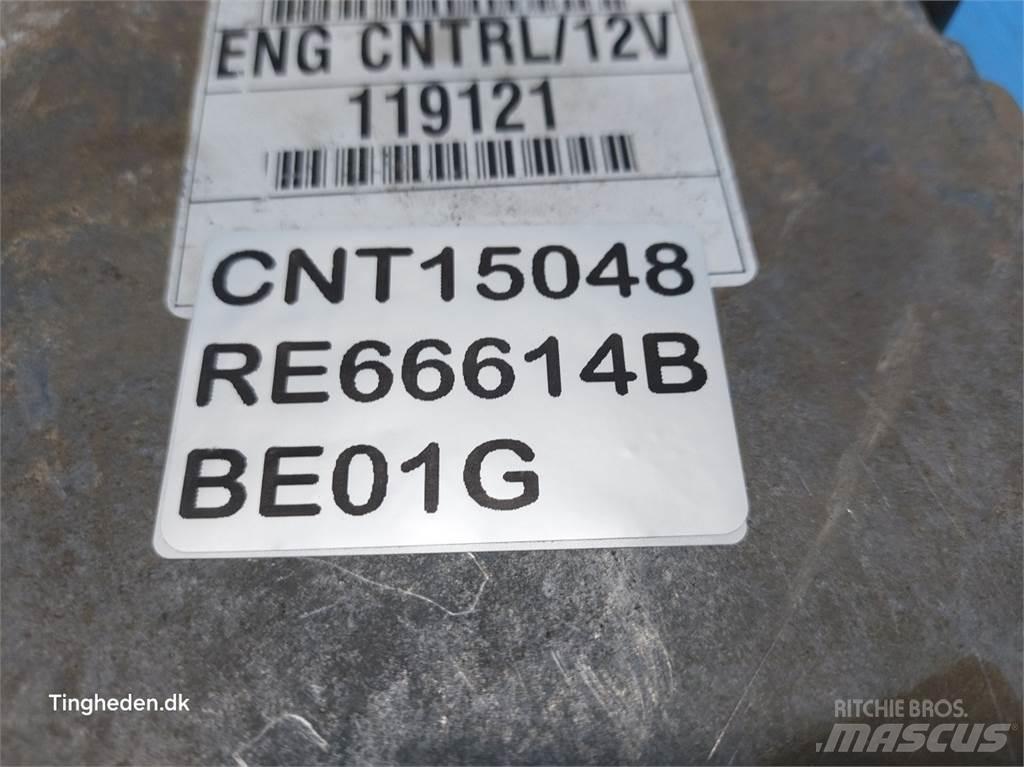 ENG CNTRL/12V
119121
CNT15048
RE66614B
BE01G
Tingheden.dk
RITCHIE BROS.
MASCUS